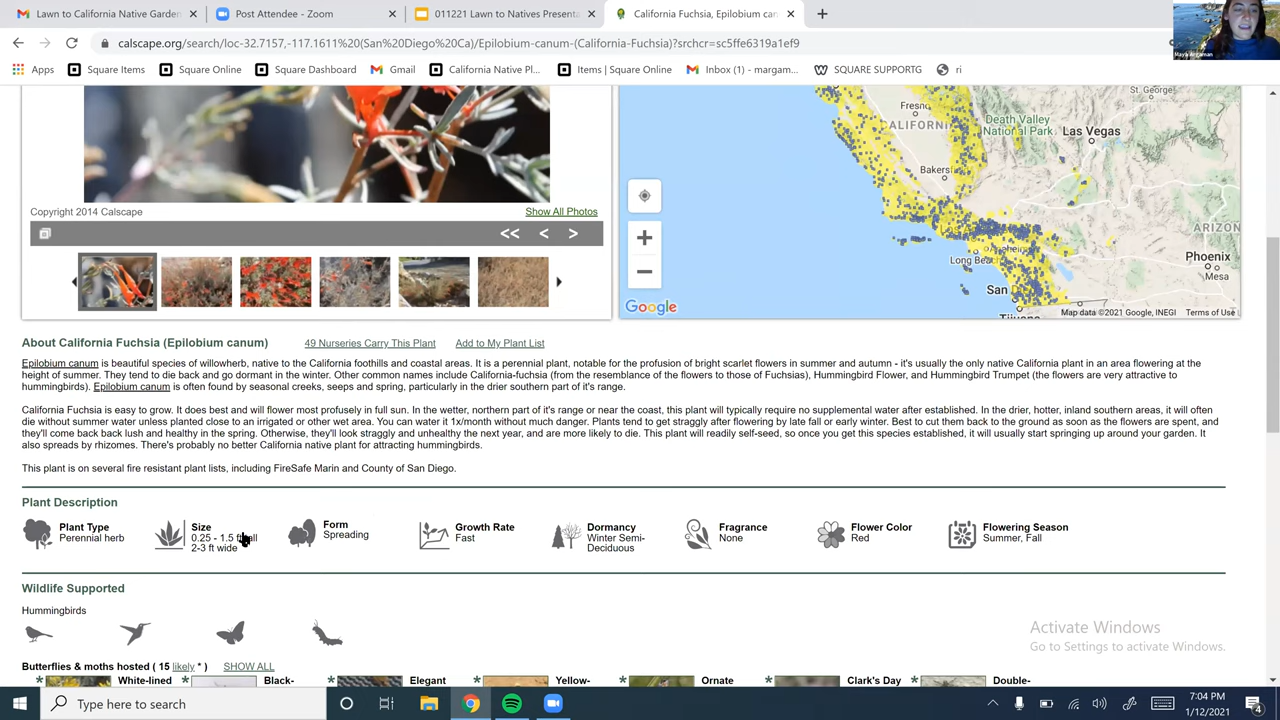 Lawn to California Native Garden
Post Attendee - Zoom
011221 Lawn to Natives Presenta
California Fuchsia, Epilobium can
calscape.org/search/loc-32.7157,-117.1611%20(San%20Diego%20Ca)/Epilobium-canum-(California-Fuchsia)?srchcr=sc5ffe6319a1ef9
Apps
Square Items
Square Online
Square Dashboard
Gmail
California Native Pl...
Items | Square Online
Inbox (1) - margam...
SQUARE SUPPORTG
ri
St. George
Fresno
Death Valley
National Park
CALIFORNIA
Las Vegas
Bakers
ARIZON
Long Beach
Anaheim
Phoenix
Mesa
San
Tijuana
Google
Map data ©2021 Google, INEGI
Terms of Use
Copyright 2014 Calscape
Show All Photos
<< < >
About California Fuchsia (Epilobium canum)
49 Nurseries Carry This Plant
Add to My Plant List
Epilobium canum is beautiful species of willowherb, native to the California foothills and coastal areas. It is a perennial plant, notable for the profusion of bright scarlet flowers in summer and autumn - it's usually the only native California plant in an area flowering at the
height of summer. They tend to die back and go dormant in the winter. Other common names include California-fuchsia (from the resemblance of the flowers to those of Fuchsias), Hummingbird Flower, and Hummingbird Trumpet (the flowers are very attractive to
hummingbirds). Epilobium canum is often found by seasonal creeks, seeps and spring, particularly in the drier southern part of it's range.
California Fuchsia is easy to grow. It does best and will flower most profusely in full sun. In the wetter, northern part of it's range or near the coast, this plant will typically require no supplemental water after established. In the drier, hotter, inland southern areas, it will often
die without summer water unless planted close to an irrigated or other wet area. You can water it 1x/month without much danger. Plants tend to get straggly after flowering by late fall or early winter. Best to cut them back to the ground as soon as the flowers are spent, and
they'll come back back lush and healthy in the spring. Otherwise, they'll look straggly and unhealthy the next year, and are more likely to die. This plant will readily self-seed, so once you get this species established, it will usually start springing up around your garden. It
also spreads by rhizomes. There's probably no better California native plant for attracting hummingbirds.
This plant is on several fire resistant plant lists, including FireSafe Marin and County of San Diego.
Plant Description
Plant Type
Perennial herb
Size
0.25 - 1.5 ft tall
2-3 ft wide
Form
Spreading
Growth Rate
Fast
Dormancy
Winter Semi-
Deciduous
Fragrance
None
Flower Color
Red
Flowering Season
Summer, Fall
Wildlife Supported
Hummingbirds
Butterflies & moths hosted ( 15 likely * ) SHOW ALL
* White-lined
* Black-
* Elegant
* Yellow-
* Ornate
* Clark's Day
* Double-
Activate Windows
Go to Settings to activate Windows.
Type here to search
7:04 PM
1/12/2021
4